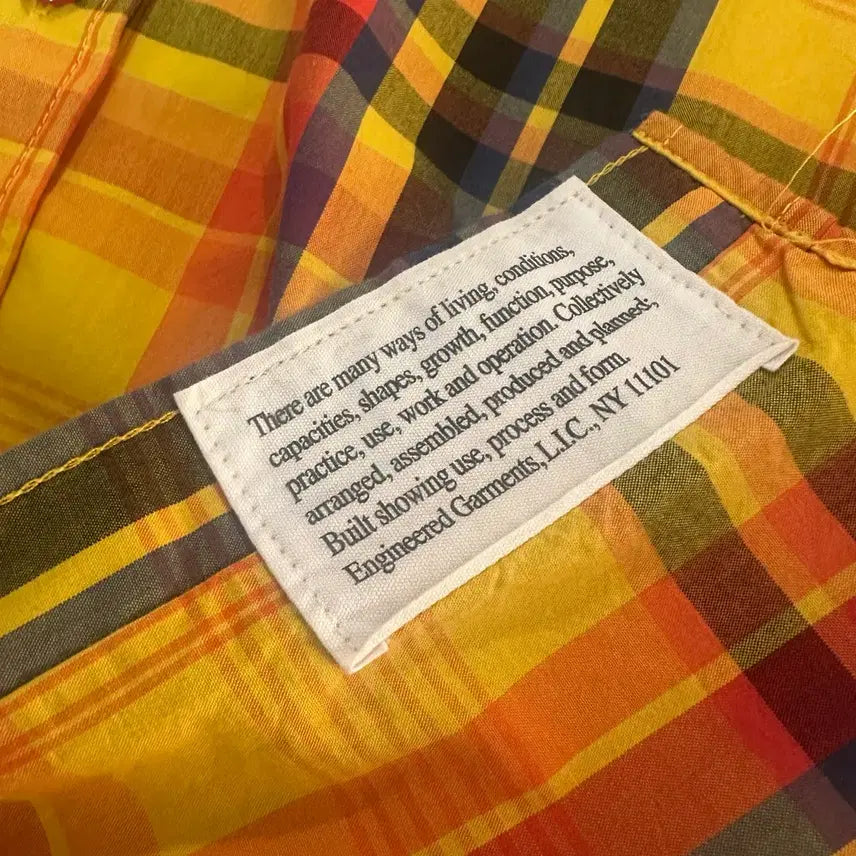 There are many ways of living, conditions,
capacities, shapes, growth, function, purpose,
practice, use, work and operation. Collectively
arranged, assembled, produced and planned;
Built showing use, process and form.
Engineered Garments, L.I.C., NY 11101